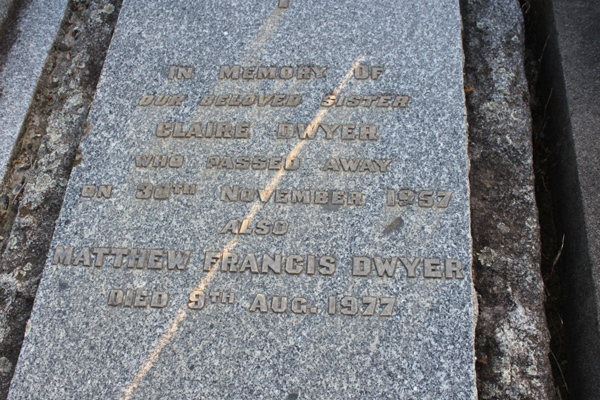 IN MEMORY OF
OUR BELOVED SISTER
CLAIRE DWYER
WHO PASSED AWAY
ON 30TH NOVEMBER 1957
ALSO
MATTHEW FRANCIS DWYER
DIED 9TH AUG. 1977